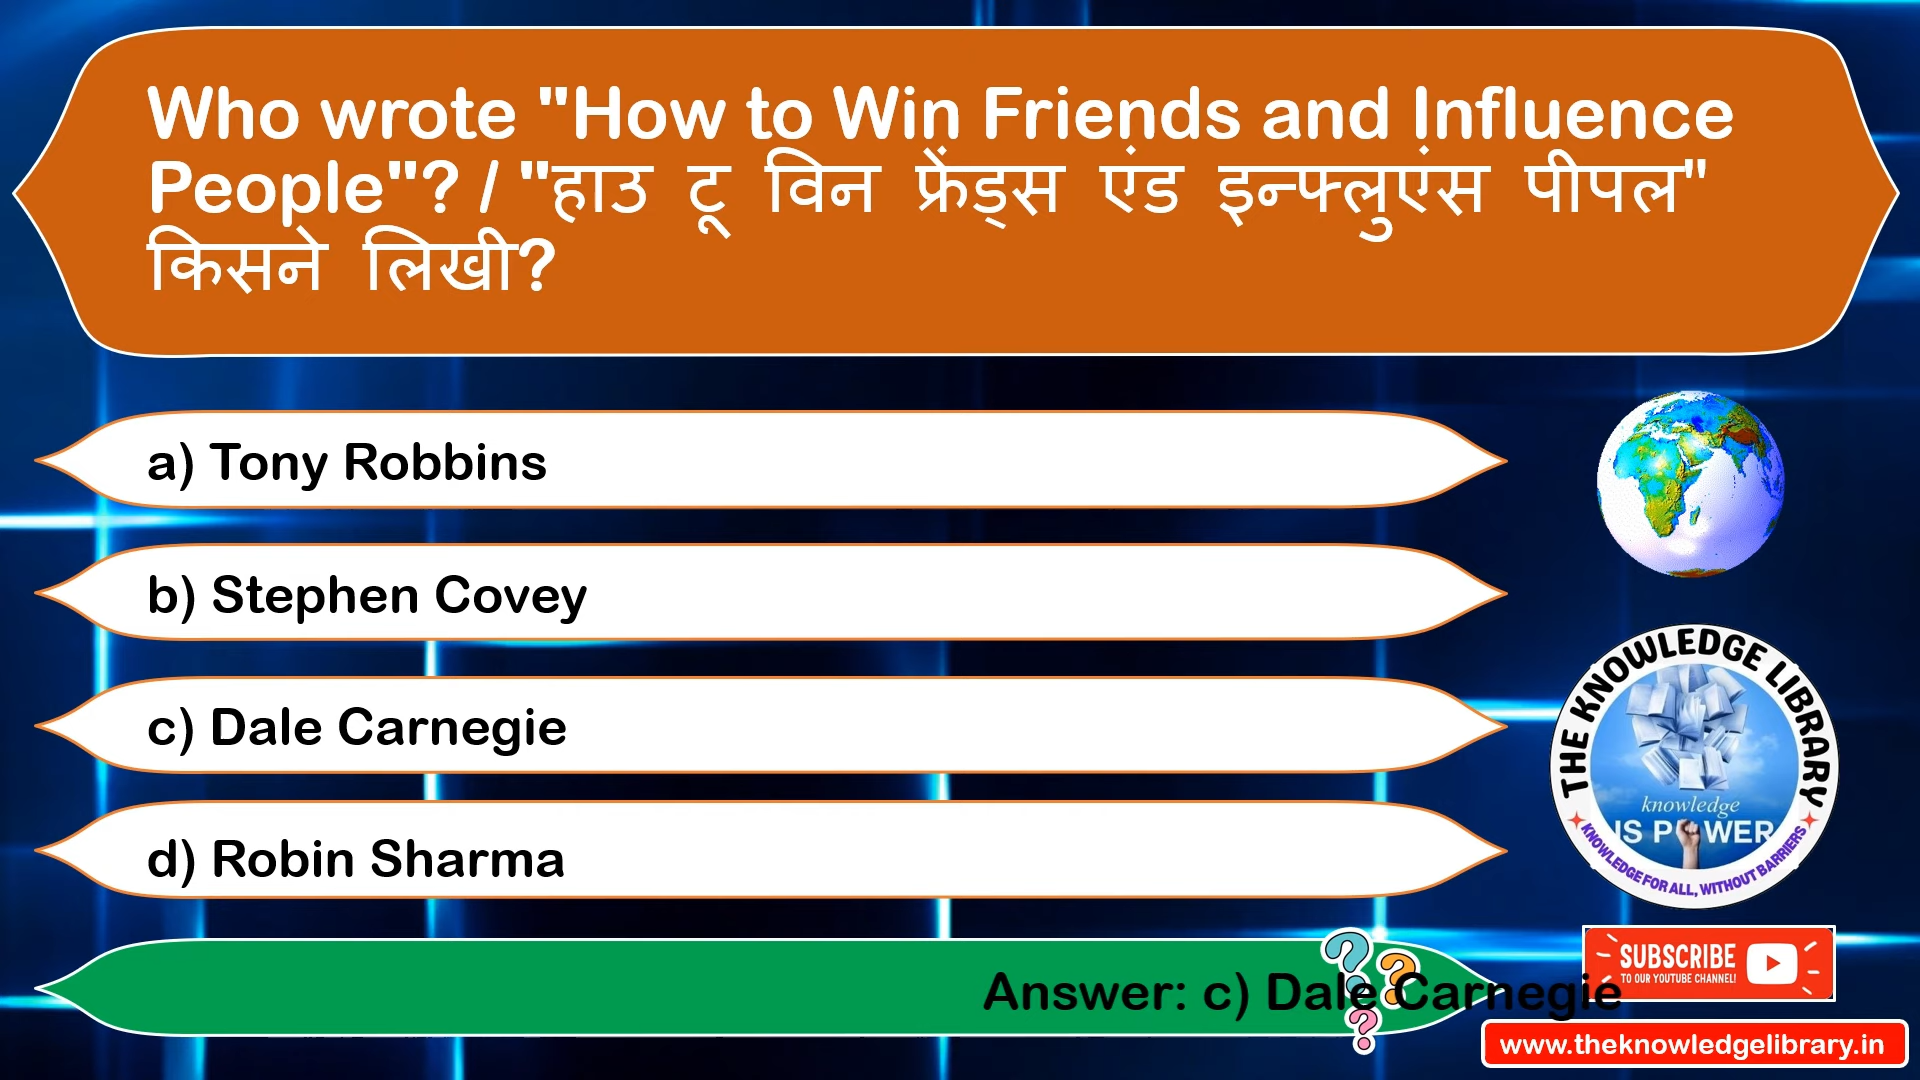 Who wrote "How to Win Friends and Influence
People"? / "हाउ टू विन फ्रेंड्स एंड इन्फ्लुएंस पीपल"
किसने लिखी?
a) Tony Robbins
b) Stephen Covey
c) Dale Carnegie
d) Robin Sharma
Answer: c) Dale Carnegie
THE KNOWLEDGE LIBRARY
knowledge
IS POWER
KNOWLEDGE FOR ALL, WITHOUT BARRIERS
SUBSCRIBE
TO OUR YOUTUBE CHANNEL!
www.theknowledgelibrary.in